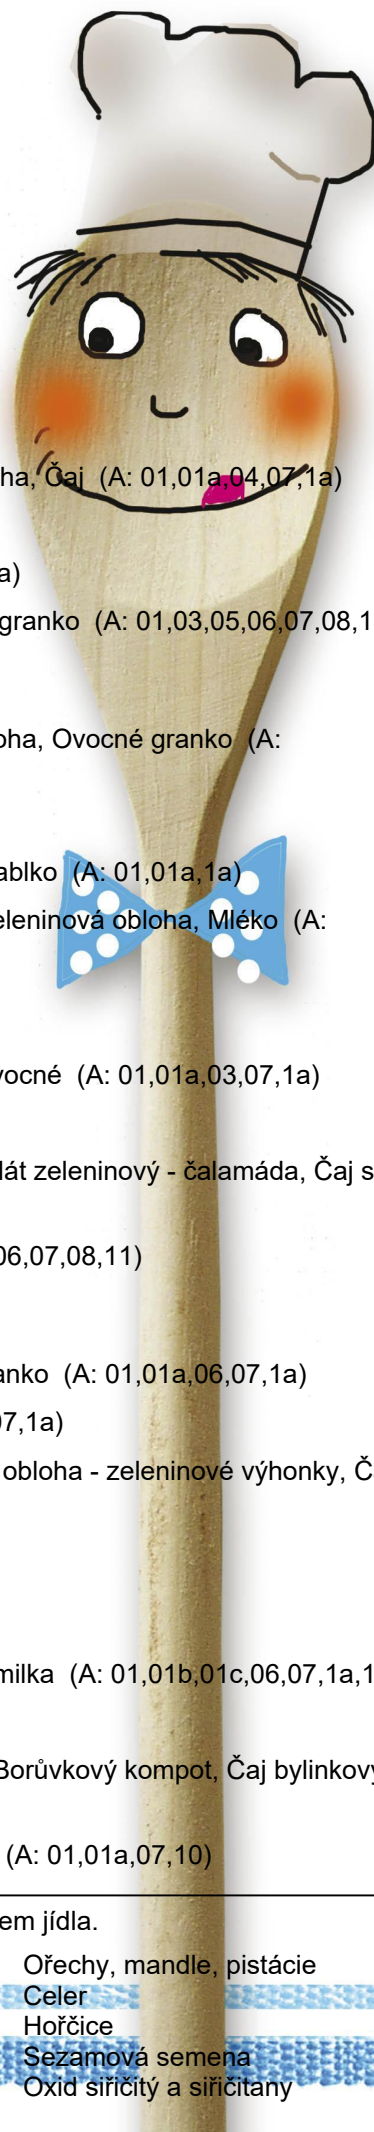 ha, Čaj (A: 01,01a,04,07,1a)
a)
granko (A: 01,03,05,06,07,08,1
oha, Ovocné granko (A:
ablko (A: 01,01a,1a)
eleninová obloha, Mléko (A:
vocné (A: 01,01a,03,07,1a)
lát zeleninový - čalamáda, Čaj s
06,07,08,11)
anko (A: 01,01a,06,07,1a)
07,1a)
obloha - zeleninové výhonky, Č
milka (A: 01,01b,01c,06,07,1a,1
Borůvkový kompot, Čaj bylinkový
(A: 01,01a,07,10)
em jídla.
Ořechy, mandle, pistácie
Celer
Hořčice
Sezamová semena
Oxid siřičitý a siřičitany